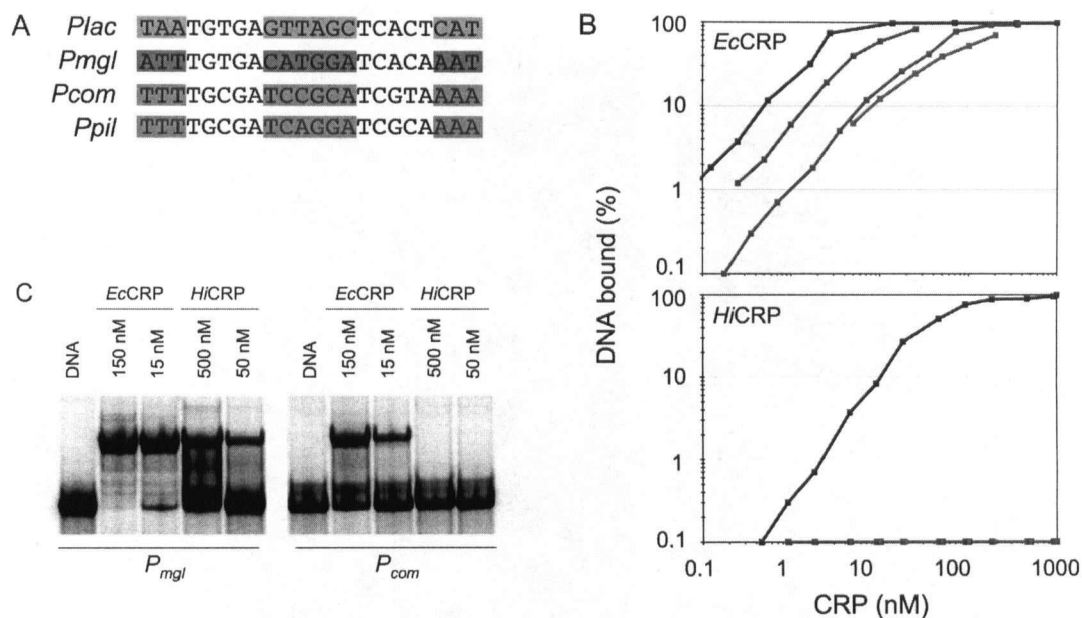 A
Plac TAATGTGAGTTAGCTCACTCAT
Pmgl ATTTGTGACATGGATCACAAAT
Pcom TTTTGCGATCCGCATCGTAAAA
Ppil TTTTGCGATCAGGATCGCAAAA
B
EcCRP
100
10
1
0.1
HiCRP
100
10
1
0.1
DNA bound (%)
0.1 1 10 100 1000
CRP (nM)
C
EcCRP HiCRP
DNA 150 nM 15 nM 500 nM 50 nM
Pmgl
EcCRP HiCRP
DNA 150 nM 15 nM 500 nM 50 nM
Pcom